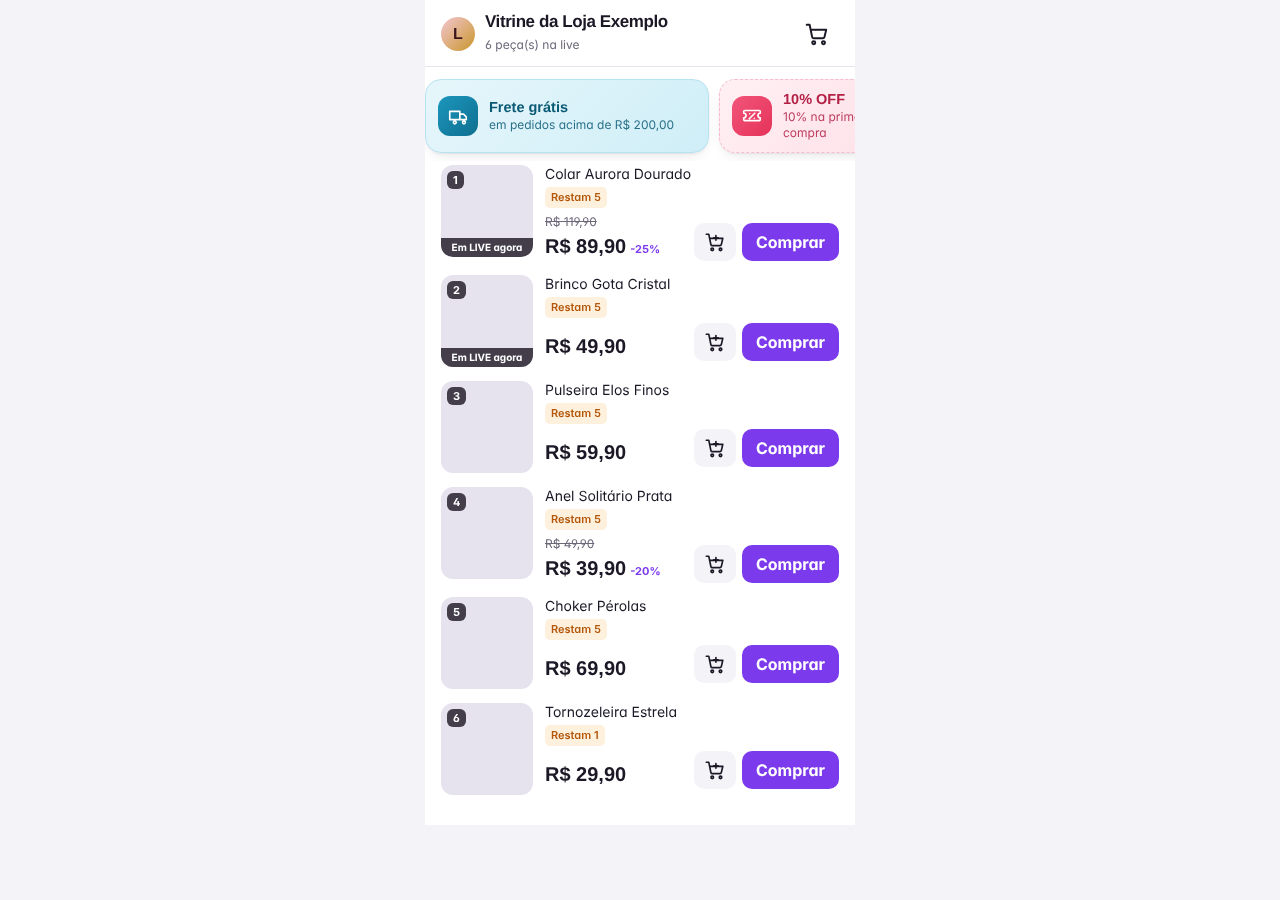 L
Vitrine da Loja Exemplo
6 peça(s) na live
Frete grátis
em pedidos acima de R$ 200,00
10% OFF
10% na
compra
1
Em LIVE agora
Colar Aurora Dourado
Restam 5
R$ 119,90
R$ 89,90 -25%
Comprar
2
Em LIVE agora
Brinco Gota Cristal
Restam 5
R$ 49,90
Comprar
3
Pulseira Elos Finos
Restam 5
R$ 59,90
Comprar
4
Anel Solitário Prata
Restam 5
R$ 49,90
R$ 39,90 -20%
Comprar
5
Choker Pérolas
Restam 5
R$ 69,90
Comprar
6
Tornozeleira Estrela
Restam 1
R$ 29,90
Comprar